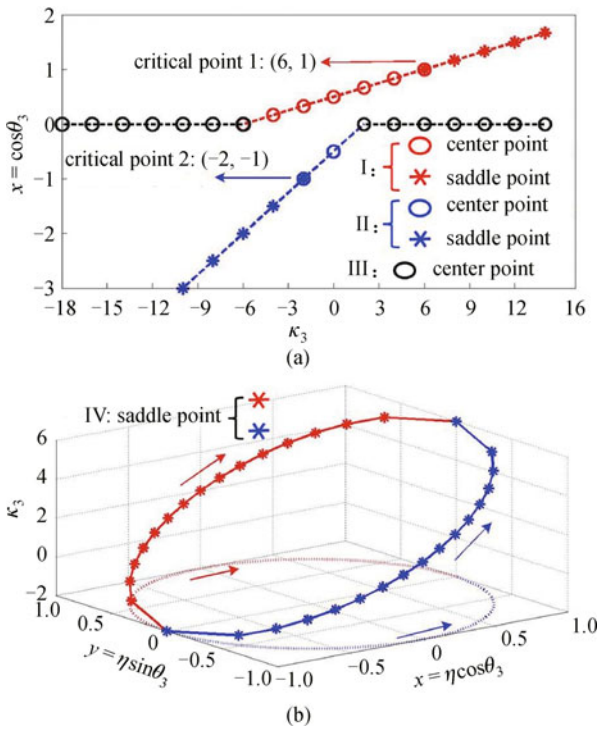 2
critical point 1: (6, 1)
1
x = cosθ₃
0
critical point 2: (−2, −1)
−1
I: center point
saddle point
II: center point
saddle point
III: center point
−2
−3
−18 −15 −12 −9 −6 −3 0 3 6 9 12 14 16
κ₃
(a)
IV: saddle point
6
4
κ₃
2
0
−2
1.0
0.5
0
−0.5
−1.0
y = ηsinθ₃
−1.0
−0.5
0
0.5
1.0
x = ηcosθ₃
(b)